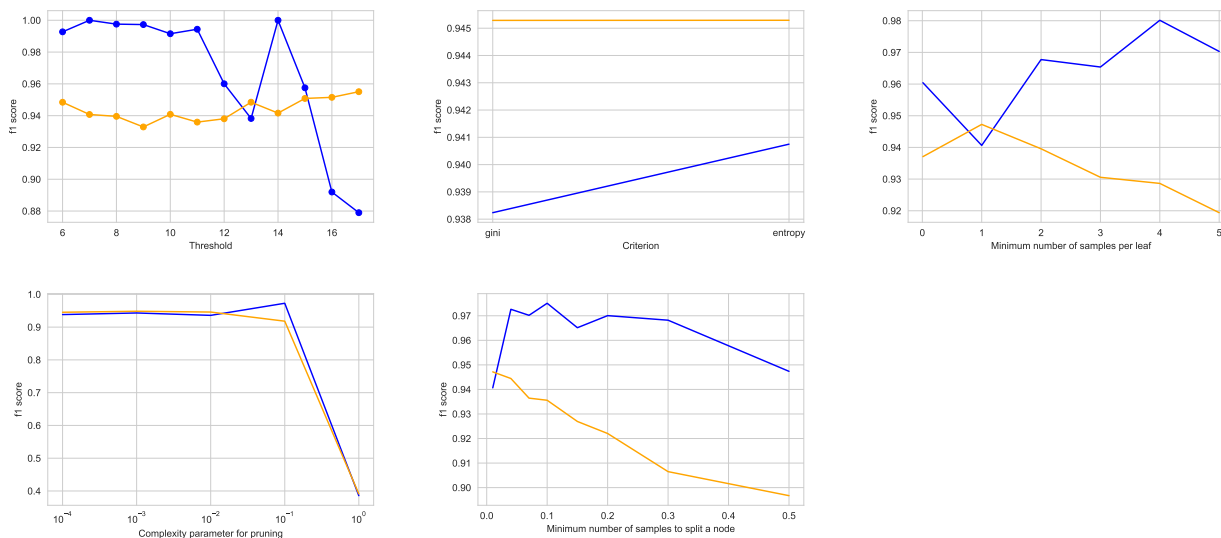 1.00
0.98
0.96
0.94
0.92
0.90
0.88
f1 score
6 8 10 12 14 16
Threshold
0.945
0.944
0.943
0.942
0.941
0.940
0.939
0.938
f1 score
gini entropy
Criterion
0.98
0.97
0.96
0.95
0.94
0.93
0.92
f1 score
0 1 2 3 4 5
Minimum number of samples per leaf
1.0
0.9
0.8
0.7
0.6
0.5
0.4
f1 score
10⁻⁴ 10⁻³ 10⁻² 10⁻¹ 10⁰
Complexity parameter for pruning
0.97
0.96
0.95
0.94
0.93
0.92
0.91
0.90
f1 score
0.0 0.1 0.2 0.3 0.4 0.5
Minimum number of samples to split a node